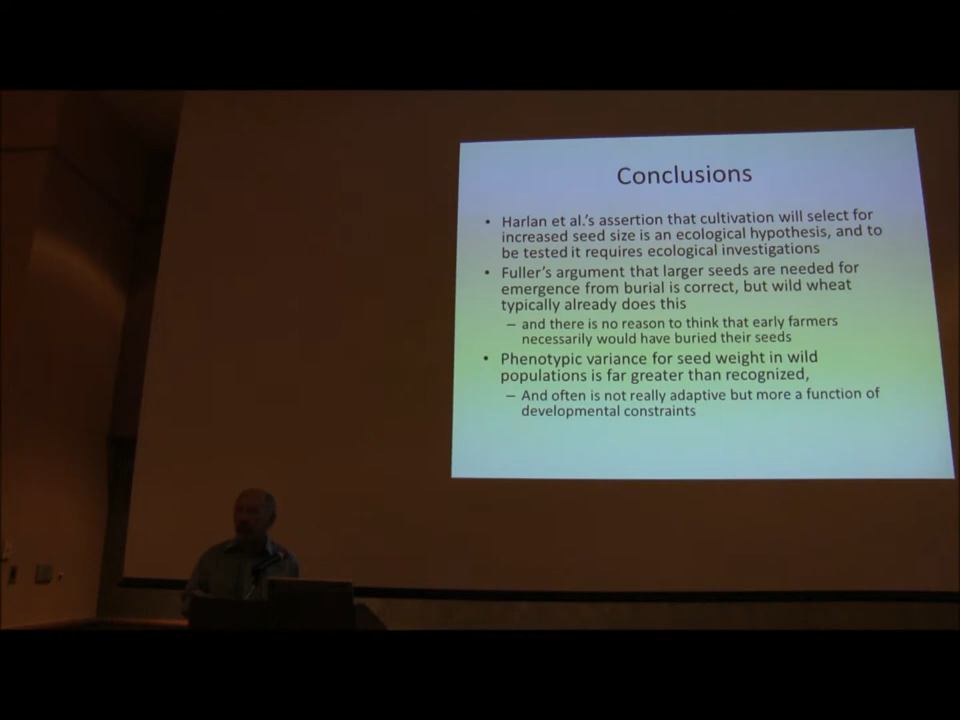 Conclusions
• Harlan et al.'s assertion that cultivation will select for
increased seed size is an ecological hypothesis, and to
be tested it requires ecological investigations
• Fuller's argument that larger seeds are needed for
emergence from burial is correct, but wild wheat
typically already does this
– and there is no reason to think that early farmers
necessarily would have buried their seeds
• Phenotypic variance for seed weight in wild
populations is far greater than recognized,
– And often is not really adaptive but more a function of
developmental constraints